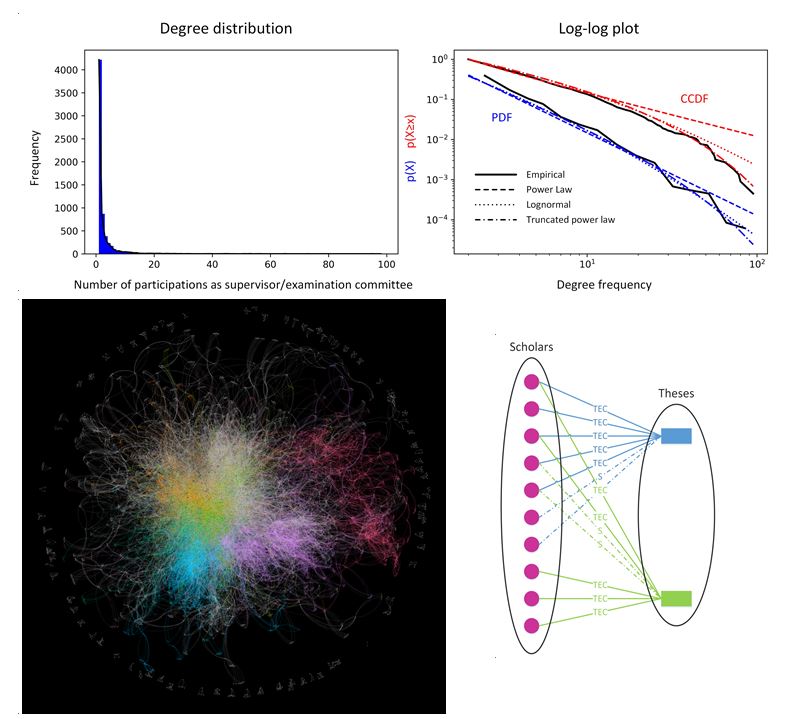 Degree distribution
4000
3500
3000
2500
2000
1500
1000
500
0
Frequency
0 20 40 60 80 100
Number of participations as supervisor/examination committee
Log-log plot
10⁰
10⁻¹
10⁻²
10⁻³
10⁻⁴
p(X) p(X≥x)
CCDF
PDF
Empirical
Power Law
Lognormal
Truncated power law
10¹ 10²
Degree frequency
Scholars
Theses
TEC
TEC
TEC
TEC
TEC
S
TEC
TEC
S
S
TEC
TEC
TEC